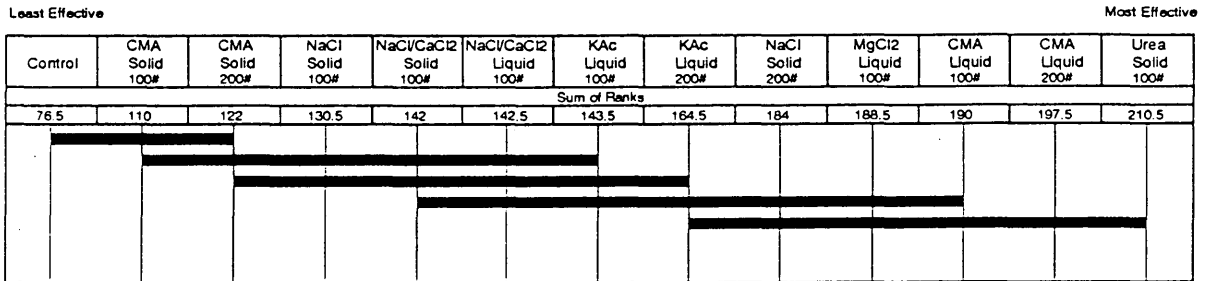 Least Effective Most Effective
Control CMA CMA NaCl NaCl/CaCl2 NaCl/CaCl2 KAc KAc NaCl MgCl2 CMA CMA Urea
Solid Solid Solid Solid Liquid Liquid Liquid Solid Liquid Liquid Liquid Solid
100# 200# 100# 100# 100# 100# 200# 200# 100# 100# 200# 100#
Sum of Ranks
76.5 110 122 130.5 142 142.5 143.5 164.5 184 188.5 190 197.5 210.5